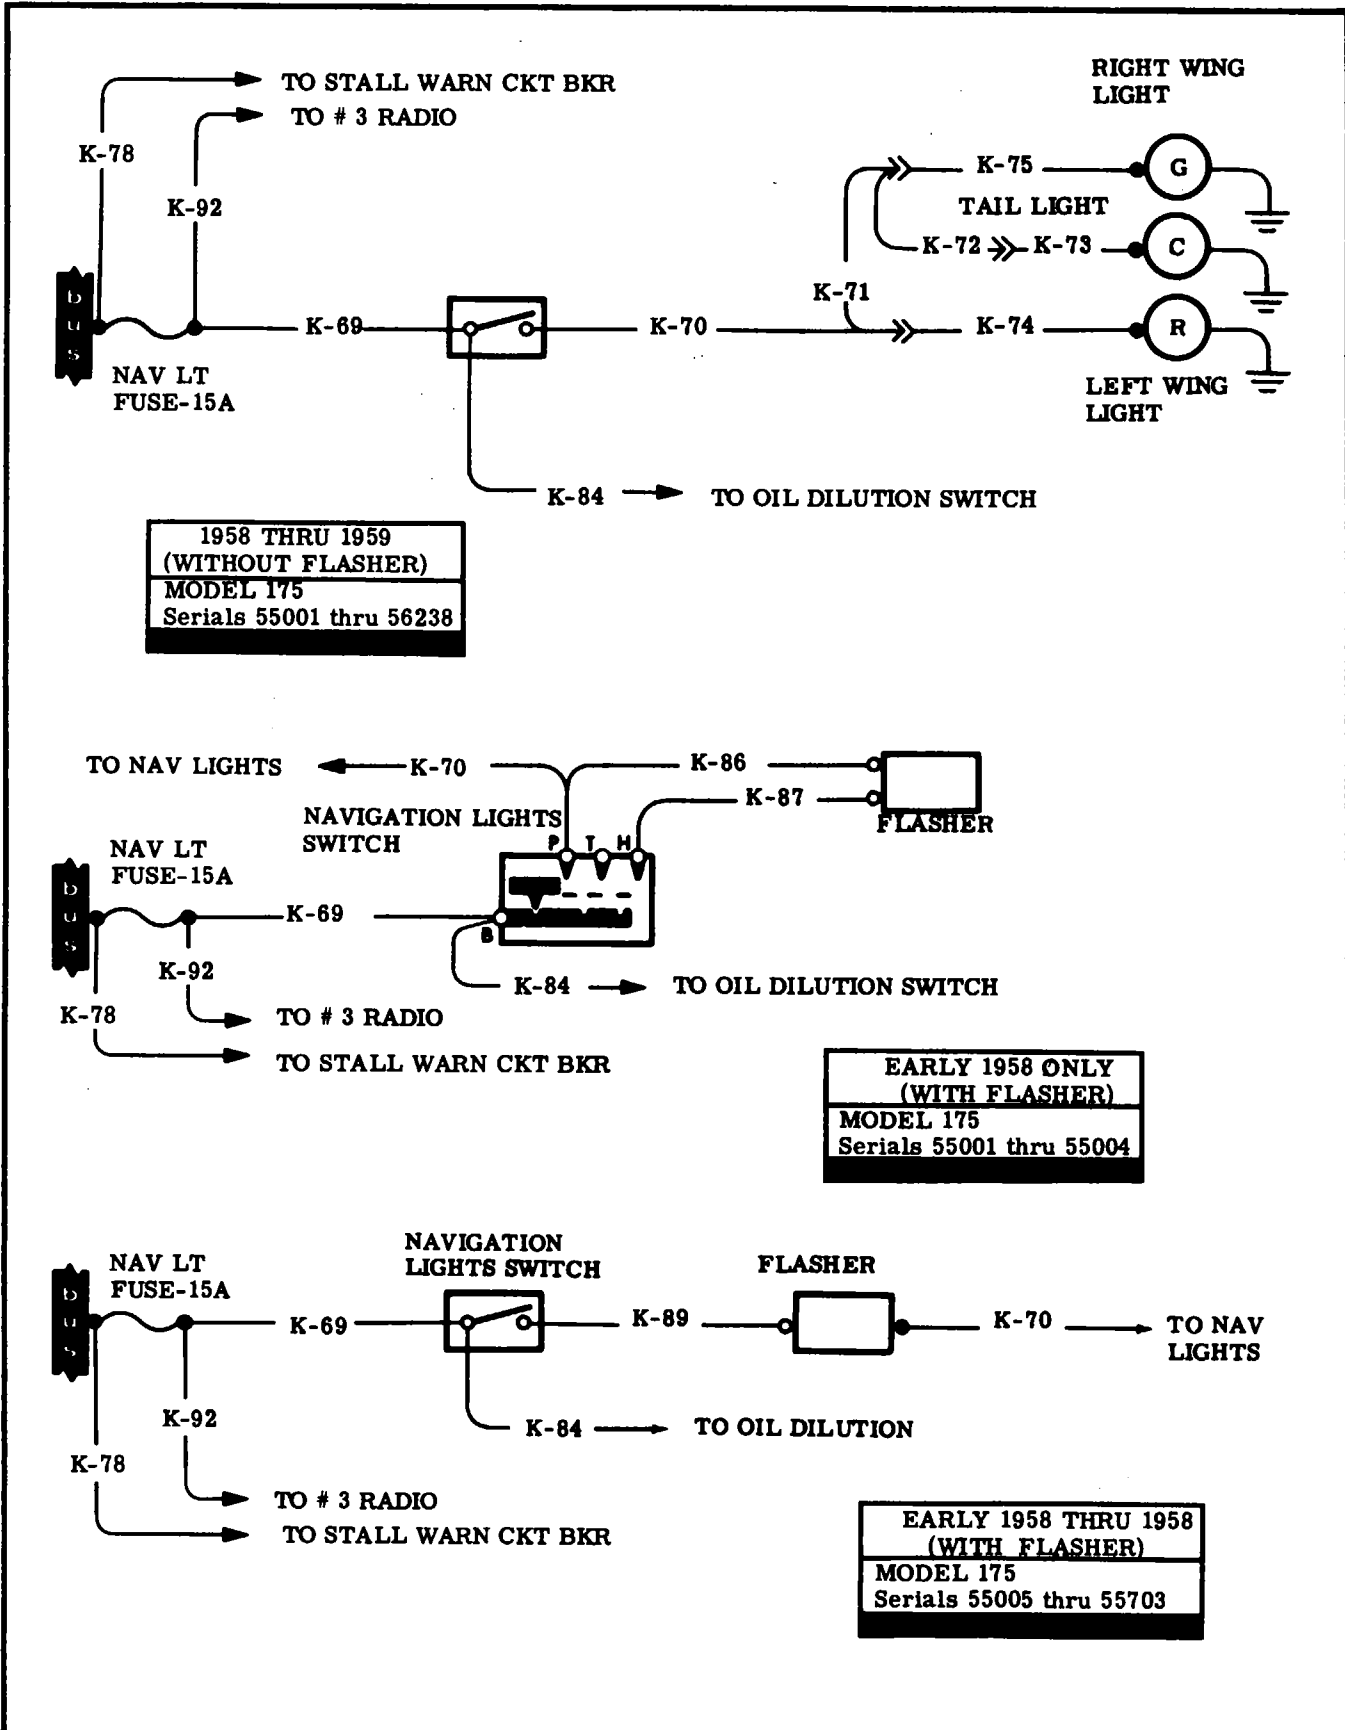 TO STALL WARN CKT BKR
TO # 3 RADIO
K-78
K-92
RIGHT WING
LIGHT
K-75
G
TAIL LIGHT
K-72
K-73
C
K-71
bus
K-69
K-70
K-74
R
NAV LT
FUSE-15A
LEFT WING
LIGHT
K-84
TO OIL DILUTION SWITCH
1958 THRU 1959
(WITHOUT FLASHER)
MODEL 175
Serials 55001 thru 56238
TO NAV LIGHTS
K-70
K-86
K-87
FLASHER
NAVIGATION LIGHTS
SWITCH
P T H
NAV LT
FUSE-15A
bus
K-69
B
K-92
K-84
TO OIL DILUTION SWITCH
K-78
TO # 3 RADIO
TO STALL WARN CKT BKR
EARLY 1958 ONLY
(WITH FLASHER)
MODEL 175
Serials 55001 thru 55004
NAVIGATION
LIGHTS SWITCH
FLASHER
NAV LT
FUSE-15A
bus
K-69
K-89
K-70
TO NAV
LIGHTS
K-92
K-84
TO OIL DILUTION
K-78
TO # 3 RADIO
TO STALL WARN CKT BKR
EARLY 1958 THRU 1958
(WITH FLASHER)
MODEL 175
Serials 55005 thru 55703